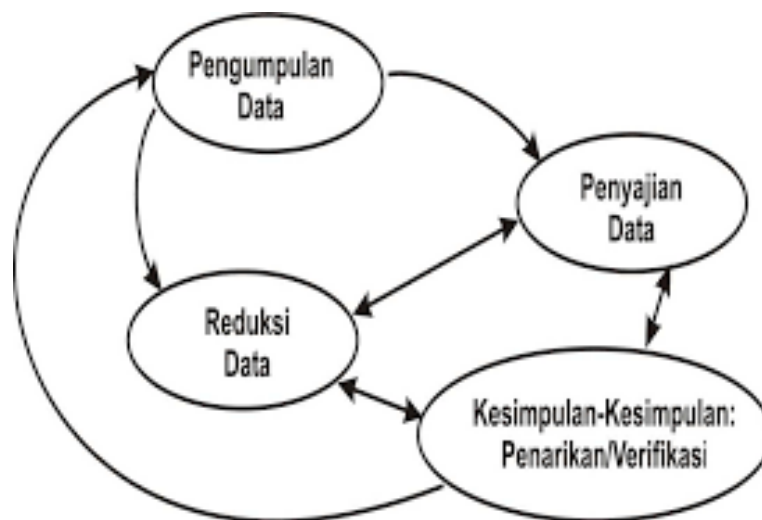 Pengumpulan
Data
Penyajian
Data
Reduksi
Data
Kesimpulan-Kesimpulan:
Penarikan/Verifikasi